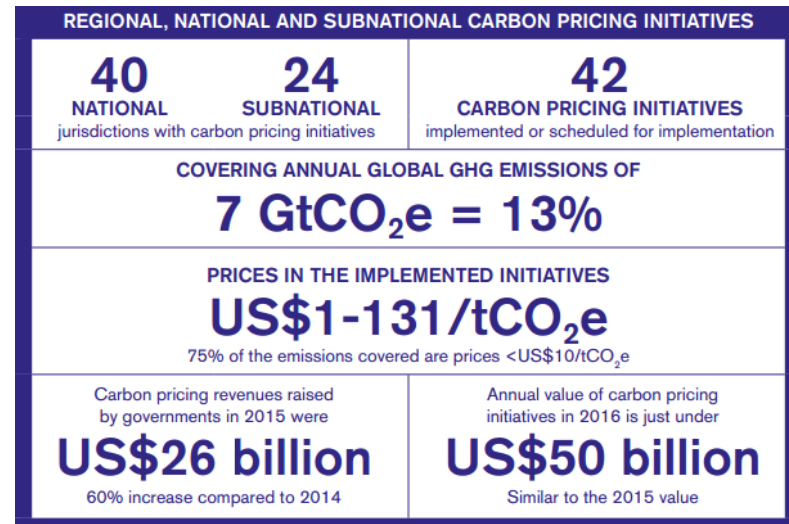 REGIONAL, NATIONAL AND SUBNATIONAL CARBON PRICING INITIATIVES
40
NATIONAL
24
SUBNATIONAL
jurisdictions with carbon pricing initiatives
42
CARBON PRICING INITIATIVES
implemented or scheduled for implementation
COVERING ANNUAL GLOBAL GHG EMISSIONS OF
7 GtCO₂e = 13%
PRICES IN THE IMPLEMENTED INITIATIVES
US$1-131/tCO₂e
75% of the emissions covered are prices <US$10/tCO₂e
Carbon pricing revenues raised
by governments in 2015 were
US$26 billion
60% increase compared to 2014
Annual value of carbon pricing
initiatives in 2016 is just under
US$50 billion
Similar to the 2015 value